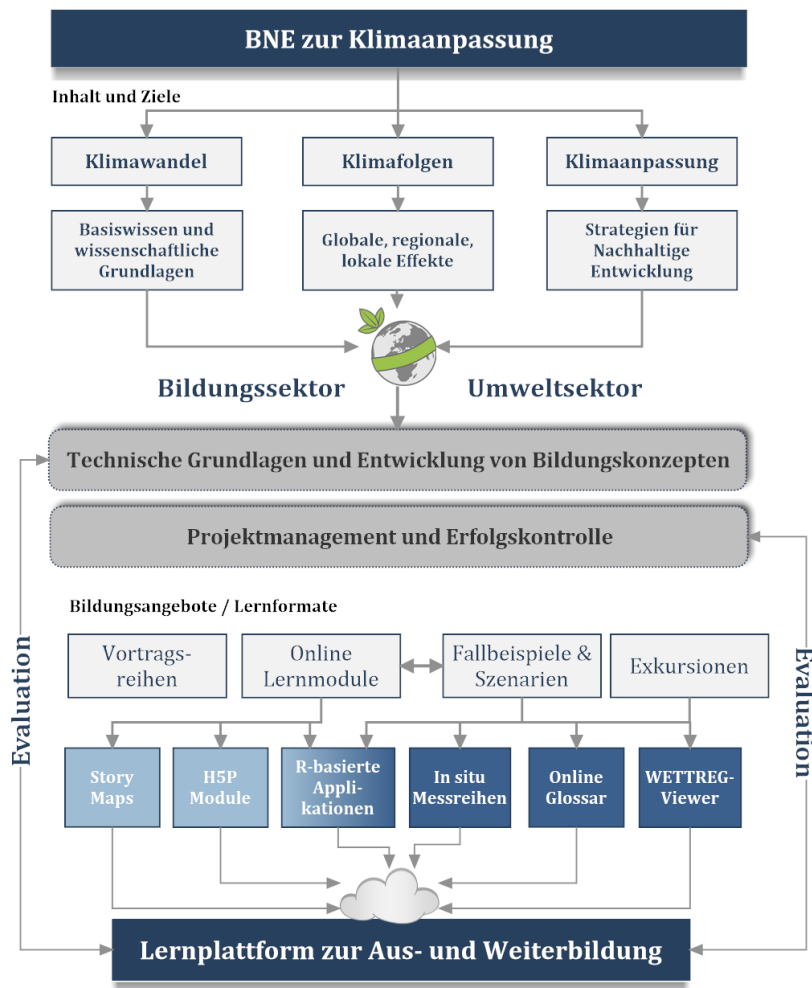 BNE zur Klimaanpassung
Inhalt und Ziele
Klimawandel
Klimafolgen
Klimaanpassung
Basiswissen und
wissenschaftliche
Grundlagen
Globale, regionale,
lokale Effekte
Strategien für
Nachhaltige
Entwicklung
Bildungssektor
Umweltsektor
Technische Grundlagen und Entwicklung von Bildungskonzepten
Projektmanagement und Erfolgskontrolle
Evaluation
Evaluation
Bildungsangebote / Lernformate
Vortrags-
reihen
Online
Lernmodule
Fallbeispiele &
Szenarien
Exkursionen
Story
Maps
H5P
Module
R-basierte
Appli-
kationen
In situ
Messreihen
Online
Glossar
WETTREG-
Viewer
Lernplattform zur Aus- und Weiterbildung